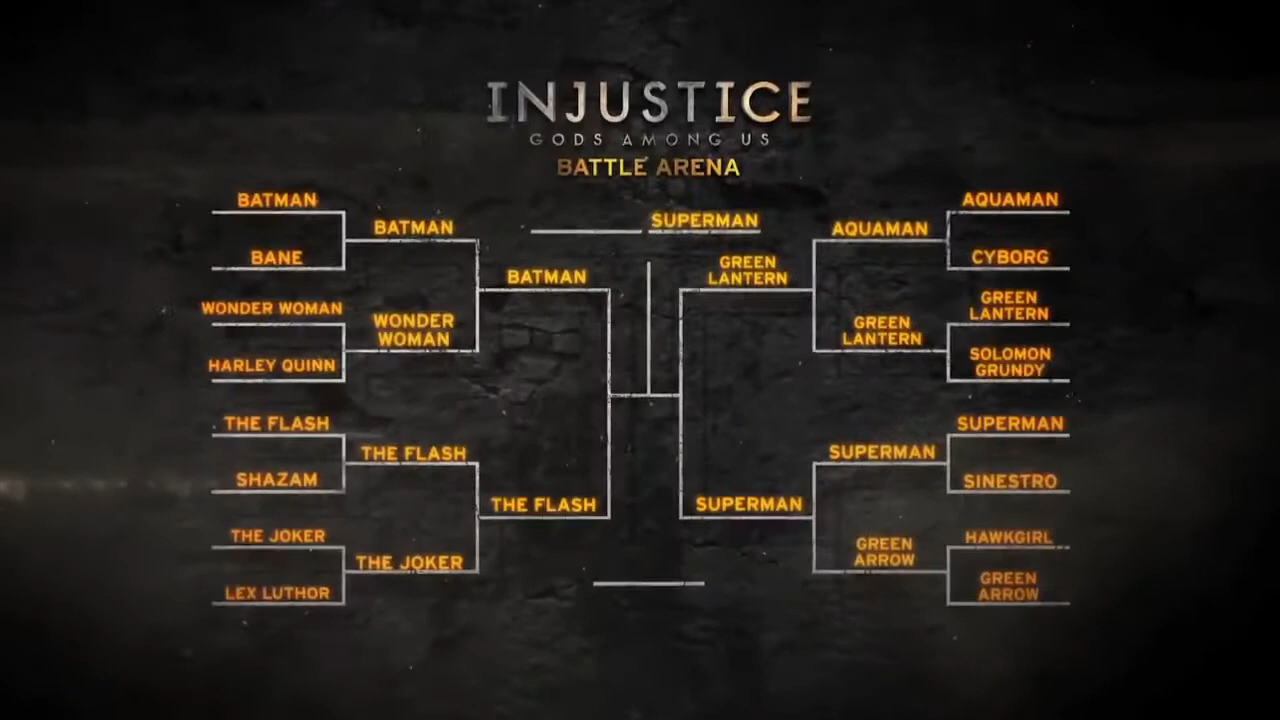 INJUSTICE
GODS AMONG US
BATTLE ARENA
BATMAN
BANE
WONDER WOMAN
HARLEY QUINN
THE FLASH
SHAZAM
THE JOKER
LEX LUTHOR
BATMAN
WONDER
WOMAN
THE FLASH
THE JOKER
BATMAN
THE FLASH
SUPERMAN
GREEN
LANTERN
SUPERMAN
AQUAMAN
GREEN
LANTERN
SUPERMAN
GREEN
ARROW
AQUAMAN
CYBORG
GREEN
LANTERN
SOLOMON
GRUNDY
SUPERMAN
SINESTRO
HAWKGIRL
GREEN
ARROW